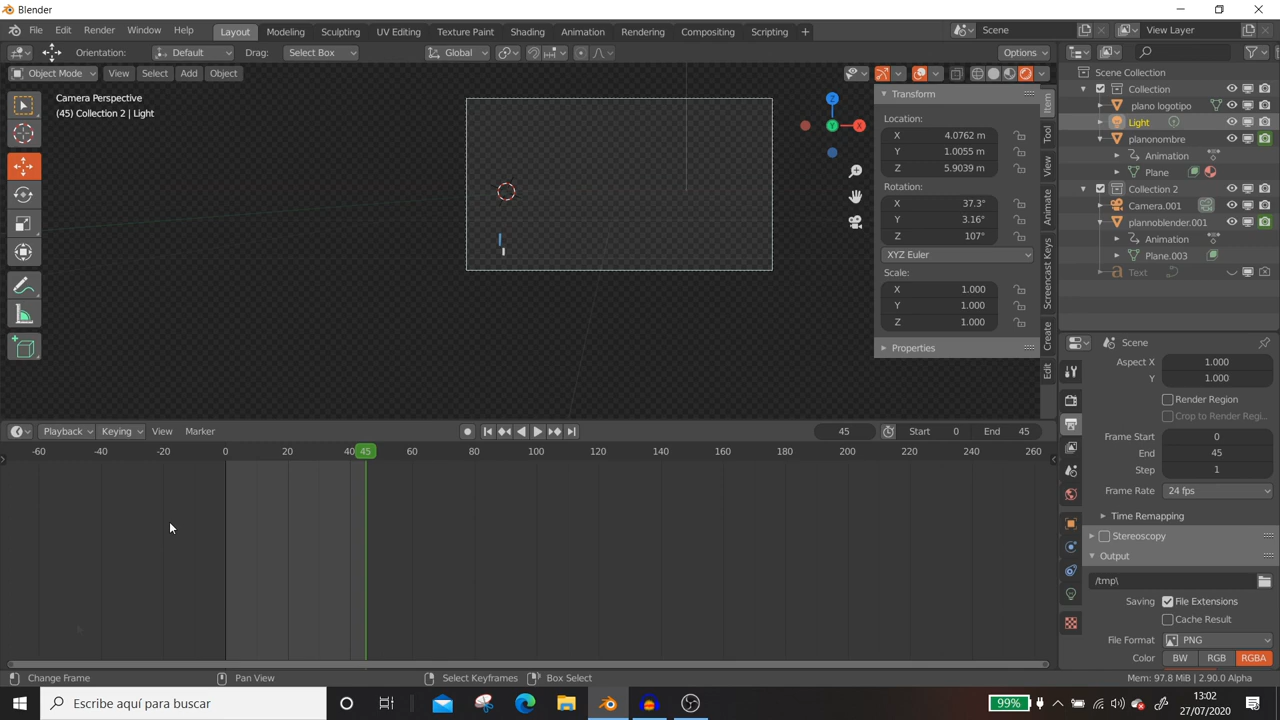 Blender
File Edit Render Window Help Layout Modeling Sculpting UV Editing Texture Paint Shading Animation Rendering Compositing Scripting + Scene View Layer
Orientation: Default Drag: Select Box Global Options
Object Mode View Select Add Object
Camera Perspective
(45) Collection 2 | Light
Z
Y
X
Transform
Location:
X 4.0762 m
Y 1.0055 m
Z 5.9039 m
Rotation:
X 37.3°
Y 3.16°
Z 107°
XYZ Euler
Scale:
X 1.000
Y 1.000
Z 1.000
Properties
Item
Tool
View
Animate
Screencast Keys
Create
Edit
Scene Collection
Collection
plano logotipo
Light
planonombre
Animation
Plane
Collection 2
Camera.001
plannoblender.001
Animation
Plane.003
Text
Scene
Aspect X 1.000
Y 1.000
Render Region
Crop to Render Regi...
Frame Start 0
End 45
Step 1
Frame Rate 24 fps
Time Remapping
Stereoscopy
Output
/tmp\
Saving File Extensions
Cache Result
File Format PNG
Color BW RGB RGBA
Playback Keying View Marker 45 Start 0 End 45
-60 -40 -20 0 20 40 45 60 80 100 120 140 160 180 200 220 240 260
Change Frame Pan View Select Keyframes Box Select Mem: 97.8 MiB | 2.90.0 Alpha
Escribe aquí para buscar
99%
13:02
27/07/2020